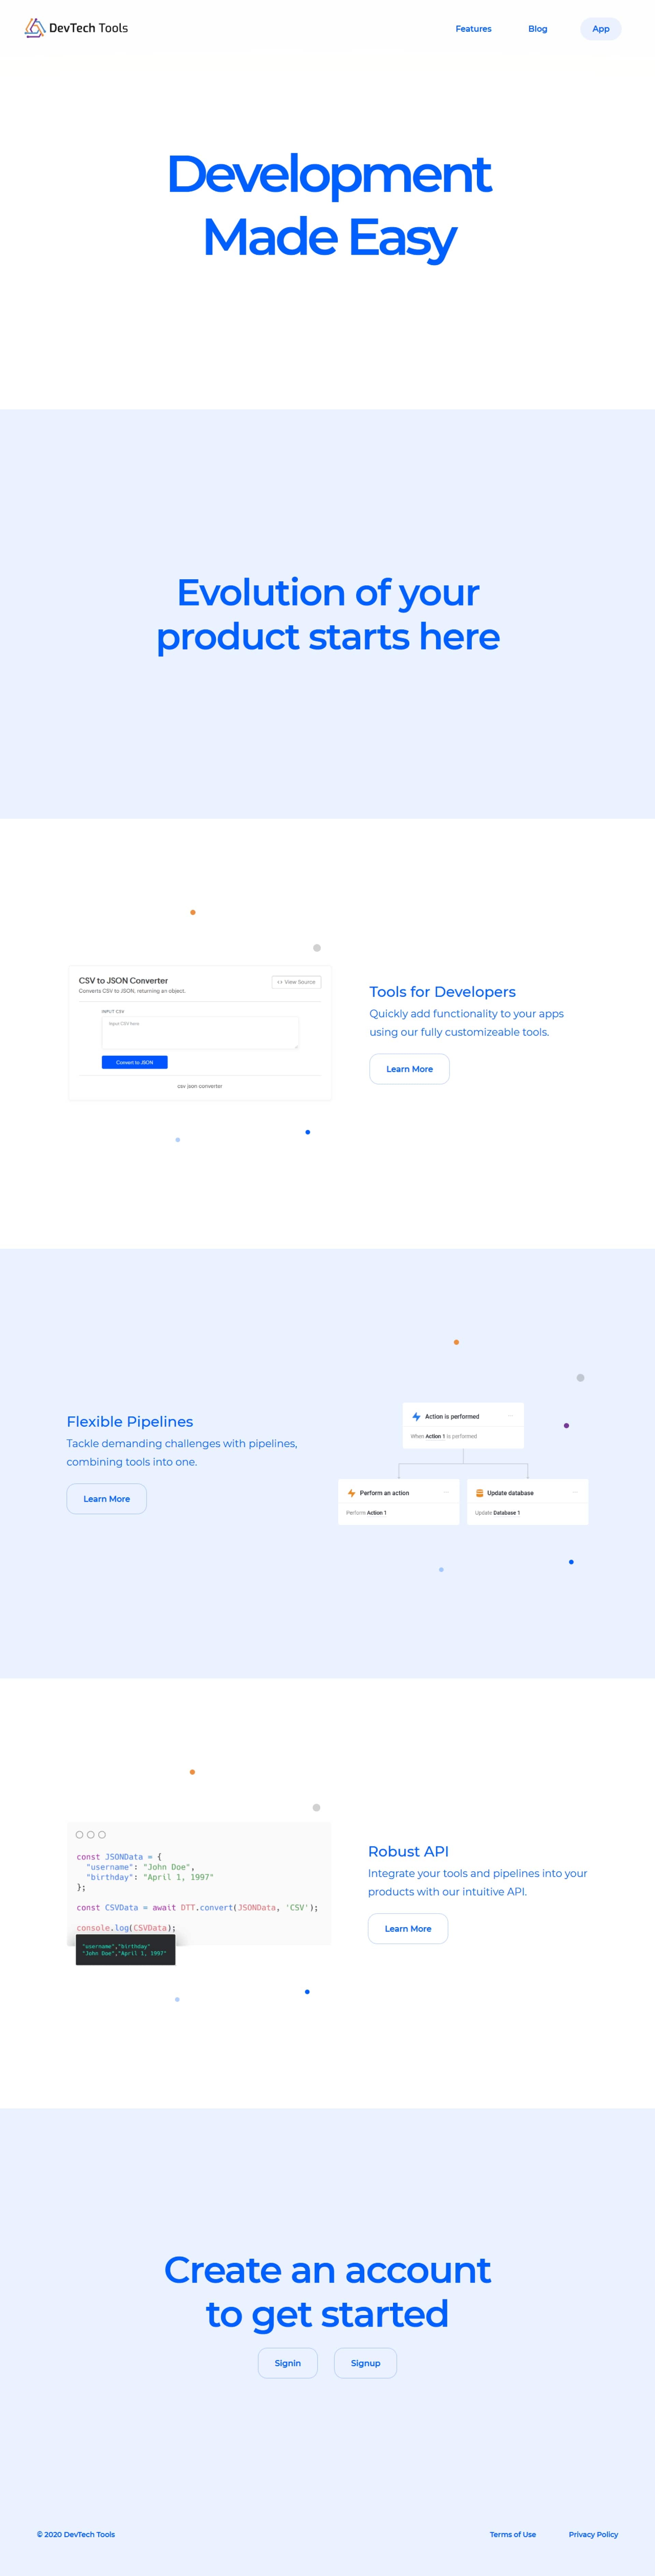 DevTech Tools
Features
Blog
App
Development
Made Easy
Evolution of your
product starts here
CSV to JSON Converter
Converts CSV to JSON, returning an object.
<> View Source
INPUT CSV
Input CSV here
Convert to JSON
csv json converter
Tools for Developers
Quickly add functionality to your apps
using our fully customizeable tools.
Learn More
Flexible Pipelines
Tackle demanding challenges with pipelines,
combining tools into one.
Learn More
Action is performed
When Action 1 is performed
Perform an action
Perform Action 1
Update database
Update Database 1
const JSONData = {
"username": "John Doe",
"birthday": "April 1, 1997"
};
const CSVData = await DTT.convert(JSONData, 'CSV');
console.log(CSVData);
"username","birthday"
"John Doe","April 1, 1997"
Robust API
Integrate your tools and pipelines into your
products with our intuitive API.
Learn More
Create an account
to get started
Signin
Signup
© 2020 DevTech Tools
Terms of Use
Privacy Policy